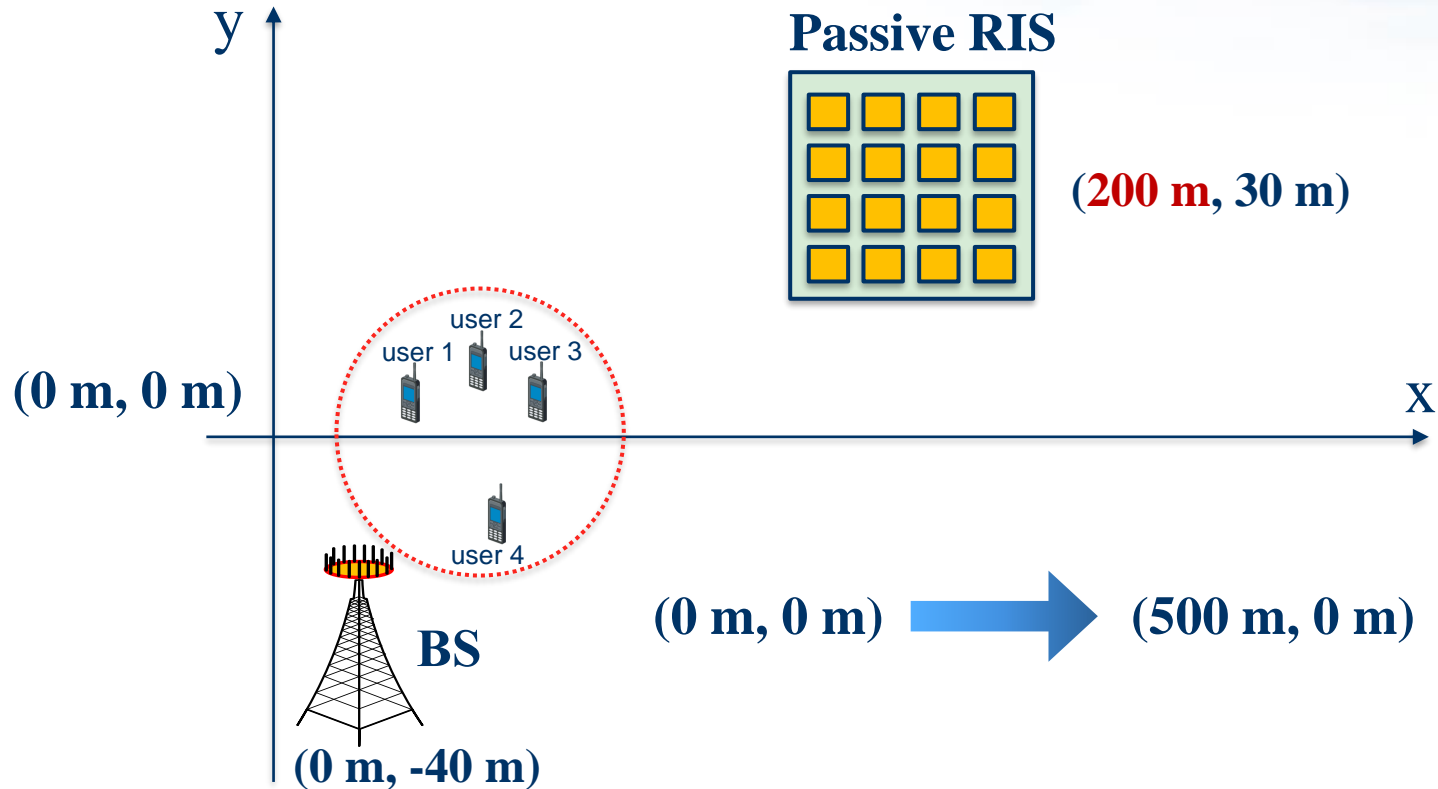 y
Passive RIS
(200 m, 30 m)
user 2
user 1
user 3
(0 m, 0 m)
x
user 4
(0 m, 0 m)
(500 m, 0 m)
BS
(0 m, -40 m)